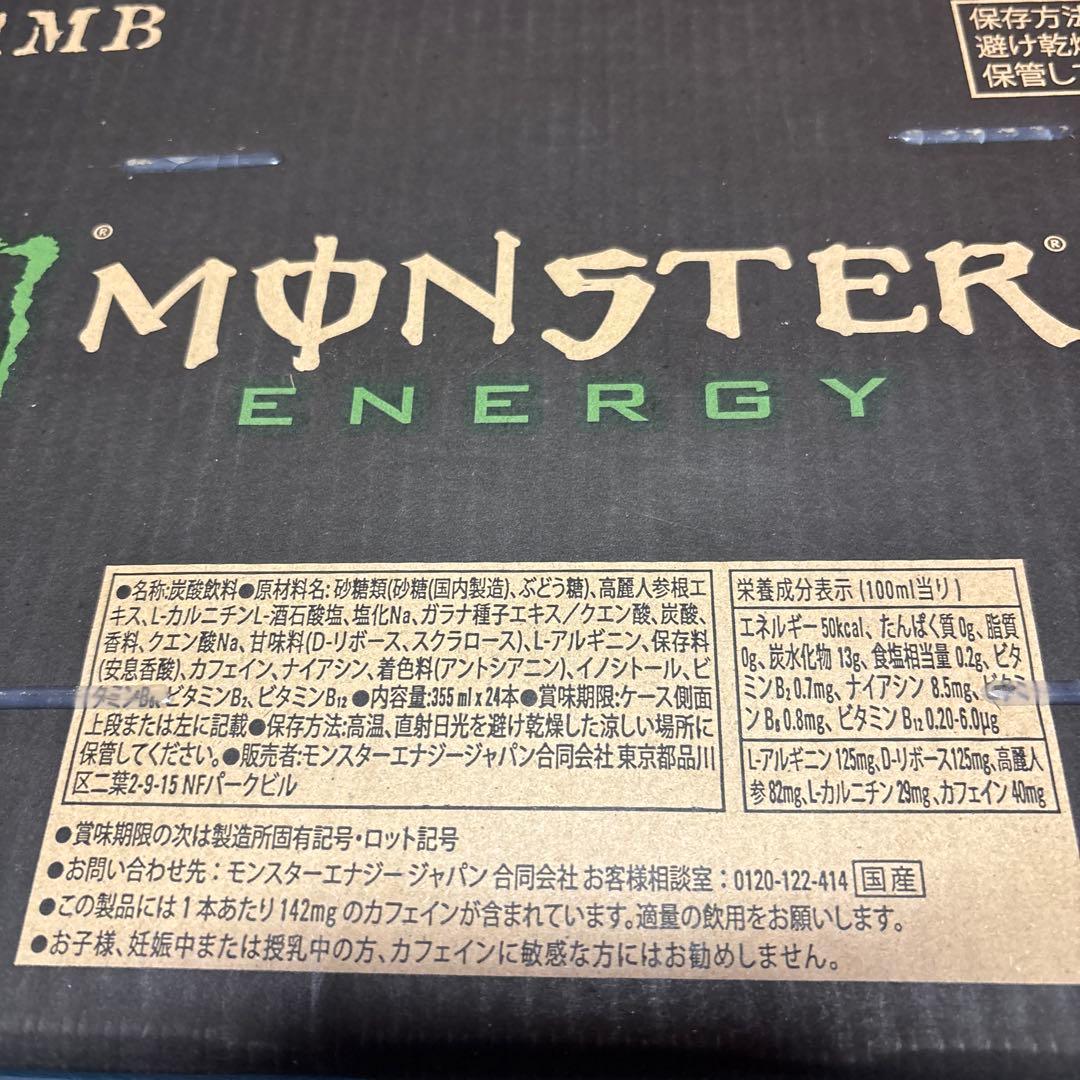 MB
保存方法
避け乾燥
保管して
MONSTER
ENERGY
●名称:炭酸飲料●原材料名:砂糖類(砂糖(国内製造)、ぶどう糖)、高麗人参根エ
キス、L-カルニチンL-酒石酸塩、塩化Na、ガラナ種子エキス/クエン酸、炭酸、
香料、クエン酸Na、甘味料(D-リボース、スクラロース)、L-アルギニン、保存料
(安息香酸)、カフェイン、ナイアシン、着色料(アントシアニン)、イノシトール、ビ
タミンB₆、ビタミンB₂、ビタミンB₁₂ ●内容量:355ml x 24本●賞味期限:ケース側面
上段または左に記載●保存方法:高温、直射日光を避け乾燥した涼しい場所に
保管してください。●販売者:モンスターエナジージャパン合同会社 東京都品川
区二葉2-9-15 NFパークビル
栄養成分表示 (100ml当り)
エネルギー 50kcal、たんぱく質 0g、脂質
0g、炭水化物 13g、食塩相当量 0.2g、ビタ
ミンB₂ 0.7mg、ナイアシン 8.5mg、ビタミ
ン B₆ 0.8mg、ビタミン B₁₂ 0.20-6.0μg
L-アルギニン 125mg、D-リボース125mg、高麗人
参 82mg、L-カルニチン 29mg、カフェイン 40mg
●賞味期限の次は製造所固有記号・ロット記号
●お問い合わせ先:モンスターエナジー ジャパン 合同会社 お客様相談室:0120-122-414 国産
●この製品には1本あたり142mg のカフェインが含まれています。適量の飲用をお願いします。
●お子様、妊娠中または授乳中の方、カフェインに敏感な方にはお勧めしません。